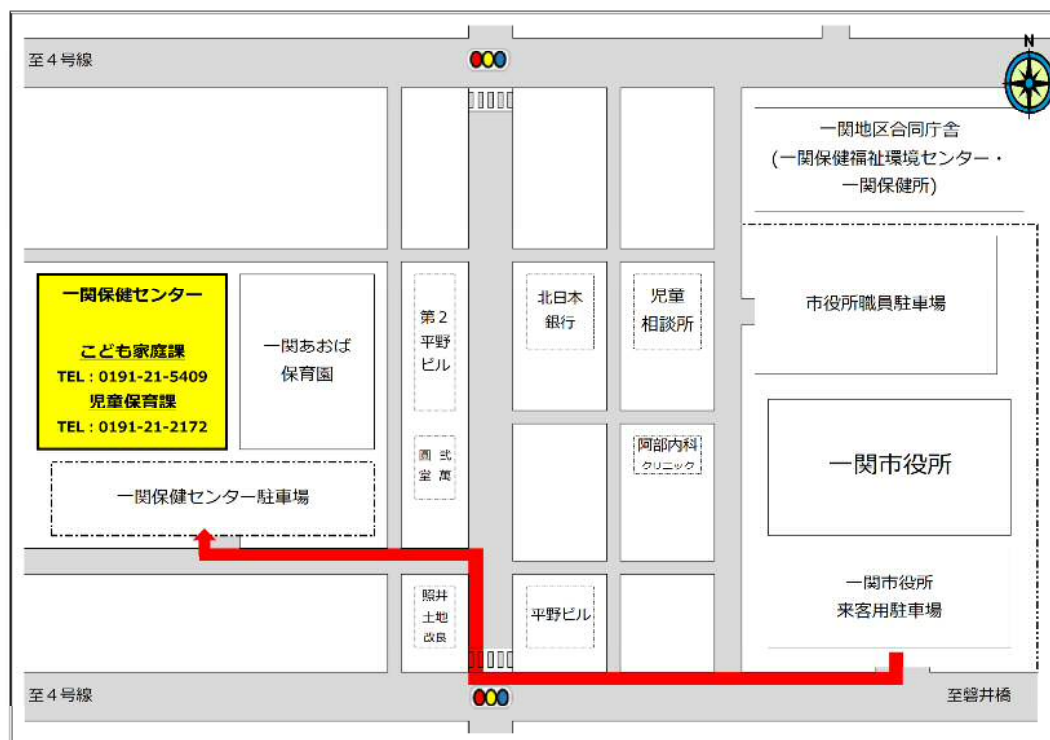 至４号線
N
一関地区合同庁舎
(一関保健福祉環境センター・
一関保健所)
一関保健センター
こども家庭課
TEL：0191-21-5409
児童保育課
TEL：0191-21-2172
一関あおば
保育園
第２
平野
ビル
北日本
銀行
児童
相談所
市役所職員駐車場
弐萬
圓堂
阿部内科
クリニック
一関市役所
一関保健センター駐車場
照井
土地
改良
平野ビル
一関市役所
来客用駐車場
至４号線
至磐井橋